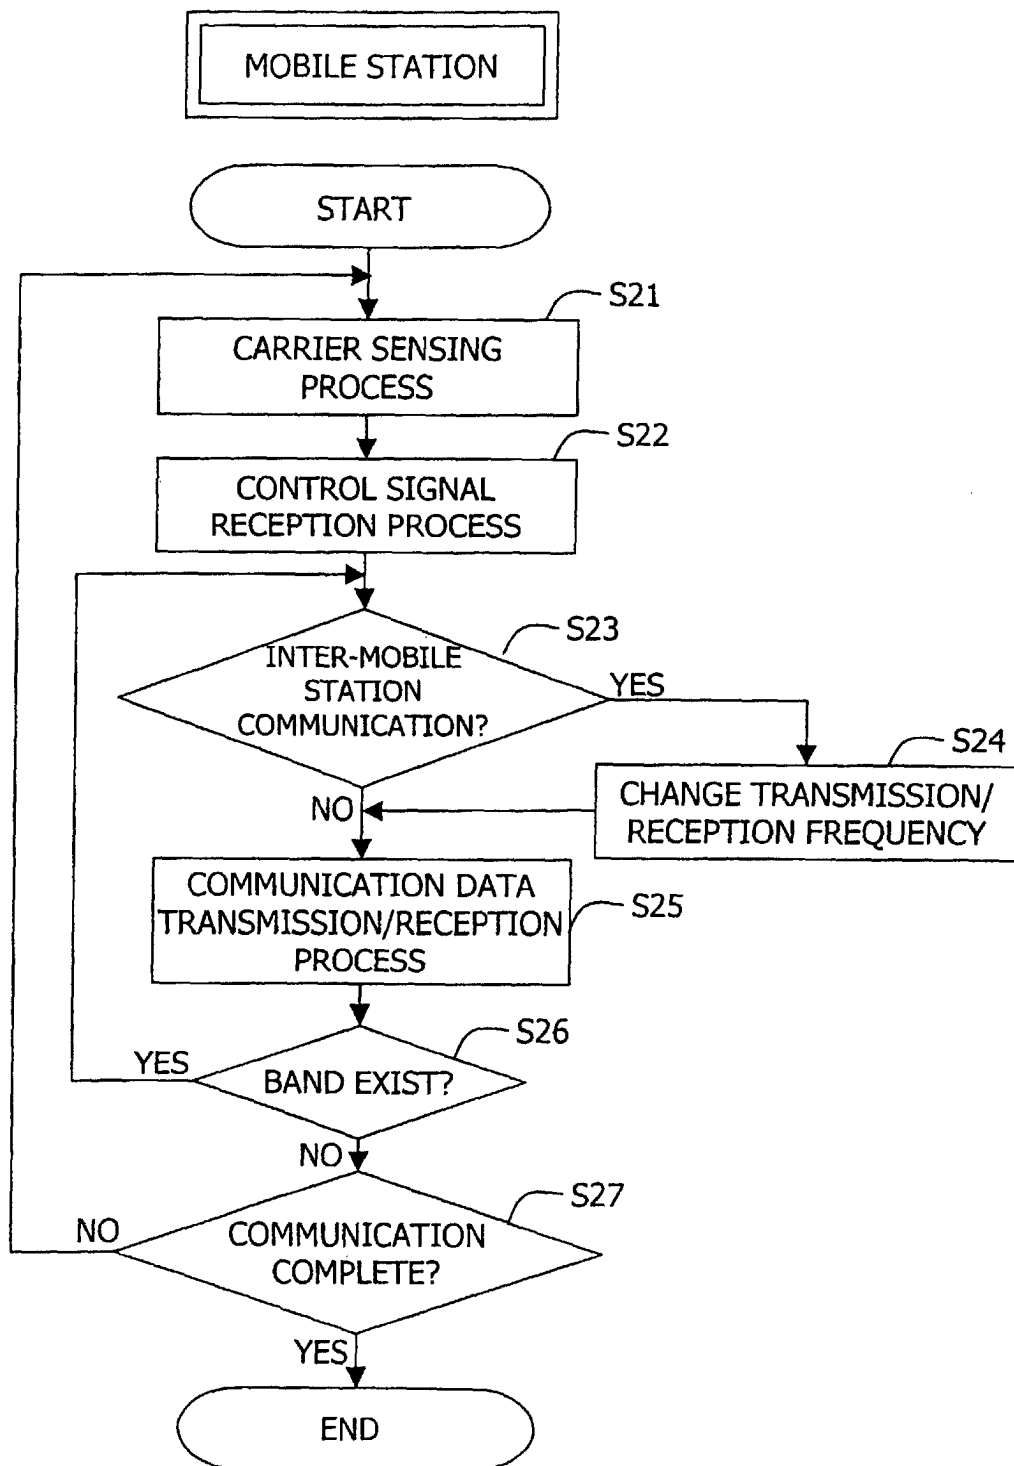 MOBILE STATION
START
S21
CARRIER SENSING
PROCESS
S22
CONTROL SIGNAL
RECEPTION PROCESS
S23
INTER-MOBILE
STATION
COMMUNICATION?
YES
S24
CHANGE TRANSMISSION/
RECEPTION FREQUENCY
NO
COMMUNICATION DATA
TRANSMISSION/RECEPTION
PROCESS
S25
S26
YES
BAND EXIST?
NO
S27
NO
COMMUNICATION
COMPLETE?
YES
END